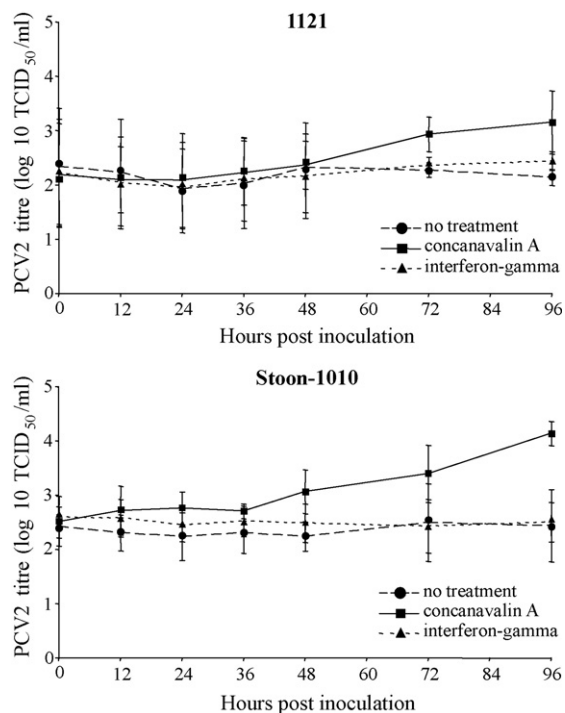 1121
PCV2 titre (log 10 TCID50/ml)
5
4
3
2
1
0
0 12 24 36 48 60 72 84 96
Hours post inoculation
no treatment
concanavalin A
interferon-gamma
Stoon-1010
PCV2 titre (log 10 TCID50/ml)
5
4
3
2
1
0
0 12 24 36 48 60 72 84 96
Hours post inoculation
no treatment
concanavalin A
interferon-gamma